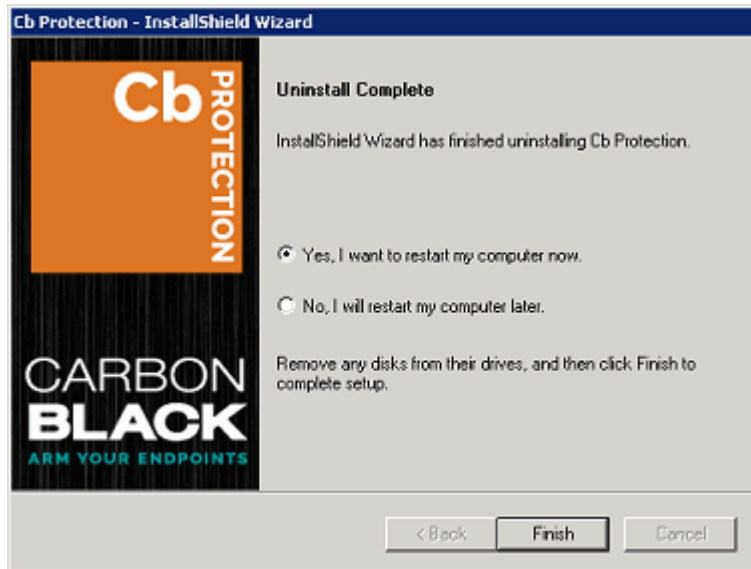 Cb Protection - InstallShield Wizard
Cb
PROTECTION
CARBON
BLACK
ARM YOUR ENDPOINTS
Uninstall Complete
InstallShield Wizard has finished uninstalling Cb Protection.
Yes, I want to restart my computer now.
No, I will restart my computer later.
Remove any disks from their drives, and then click Finish to
complete setup.
< Back
Finish
Cancel